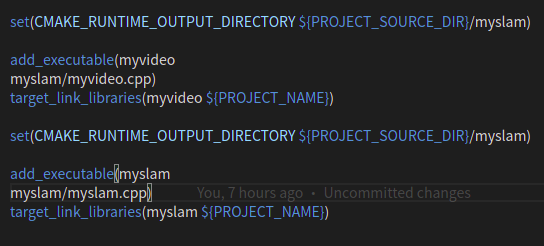 set(CMAKE_RUNTIME_OUTPUT_DIRECTORY ${PROJECT_SOURCE_DIR}/myslam)
add_executable(myvideo
myslam/myvideo.cpp)
target_link_libraries(myvideo ${PROJECT_NAME})
set(CMAKE_RUNTIME_OUTPUT_DIRECTORY ${PROJECT_SOURCE_DIR}/myslam)
add_executable(myslam
myslam/myslam.cpp) You, 7 hours ago • Uncommitted changes
target_link_libraries(myslam ${PROJECT_NAME})